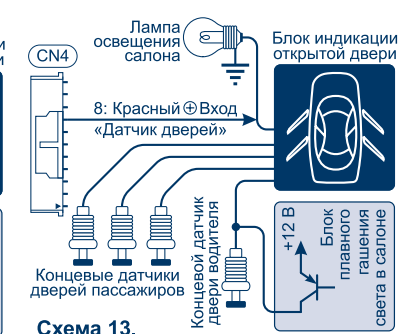 Лампа
освещения
салона
Блок индикации
открытой двери
CN4
8: Красный ⊕ Вход
«Датчик дверей»
Концевые датчики
дверей пассажиров
Концевой датчик
двери водителя
+12 В
Блок
плавного
гашения
света в салоне
Схема 13.